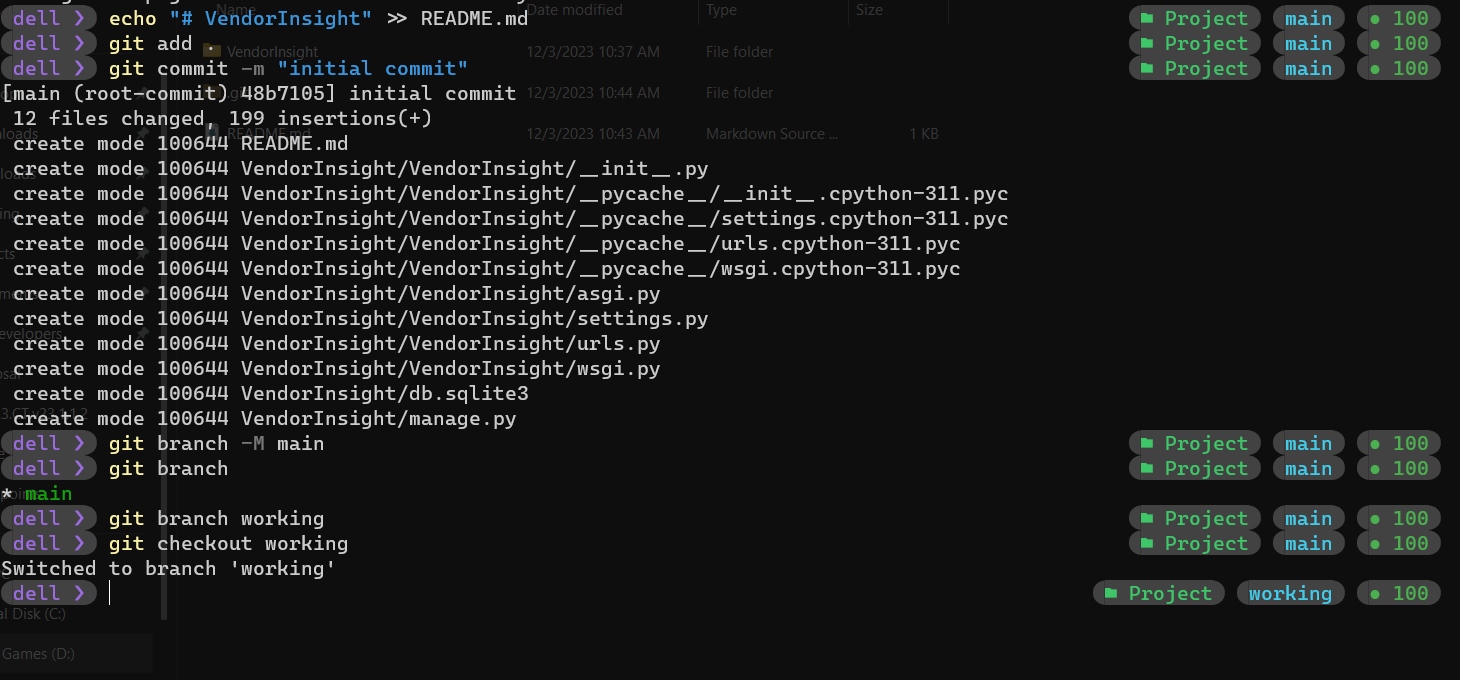 Name Date modified Type Size
dell ❯ echo "# VendorInsight" >> README.md Project main ● 100
dell ❯ git add . Project main ● 100
VendorInsight 12/3/2023 10:37 AM File folder
dell ❯ git commit -m "initial commit" Project main ● 100
[main (root-commit) 48b7105] initial commit
12/3/2023 10:44 AM File folder
12 files changed, 199 insertions(+)
README.md 12/3/2023 10:43 AM Markdown Source ... 1 KB
create mode 100644 README.md
create mode 100644 VendorInsight/VendorInsight/__init__.py
create mode 100644 VendorInsight/VendorInsight/__pycache__/__init__.cpython-311.pyc
create mode 100644 VendorInsight/VendorInsight/__pycache__/settings.cpython-311.pyc
create mode 100644 VendorInsight/VendorInsight/__pycache__/urls.cpython-311.pyc
create mode 100644 VendorInsight/VendorInsight/__pycache__/wsgi.cpython-311.pyc
create mode 100644 VendorInsight/VendorInsight/asgi.py
create mode 100644 VendorInsight/VendorInsight/settings.py
create mode 100644 VendorInsight/VendorInsight/urls.py
create mode 100644 VendorInsight/VendorInsight/wsgi.py
create mode 100644 VendorInsight/db.sqlite3
create mode 100644 VendorInsight/manage.py
dell ❯ git branch -M main Project main ● 100
dell ❯ git branch Project main ● 100
* main
dell ❯ git branch working Project main ● 100
dell ❯ git checkout working Project main ● 100
Switched to branch 'working'
dell ❯ Project working ● 100
al Disk (C:)
Games (D:)